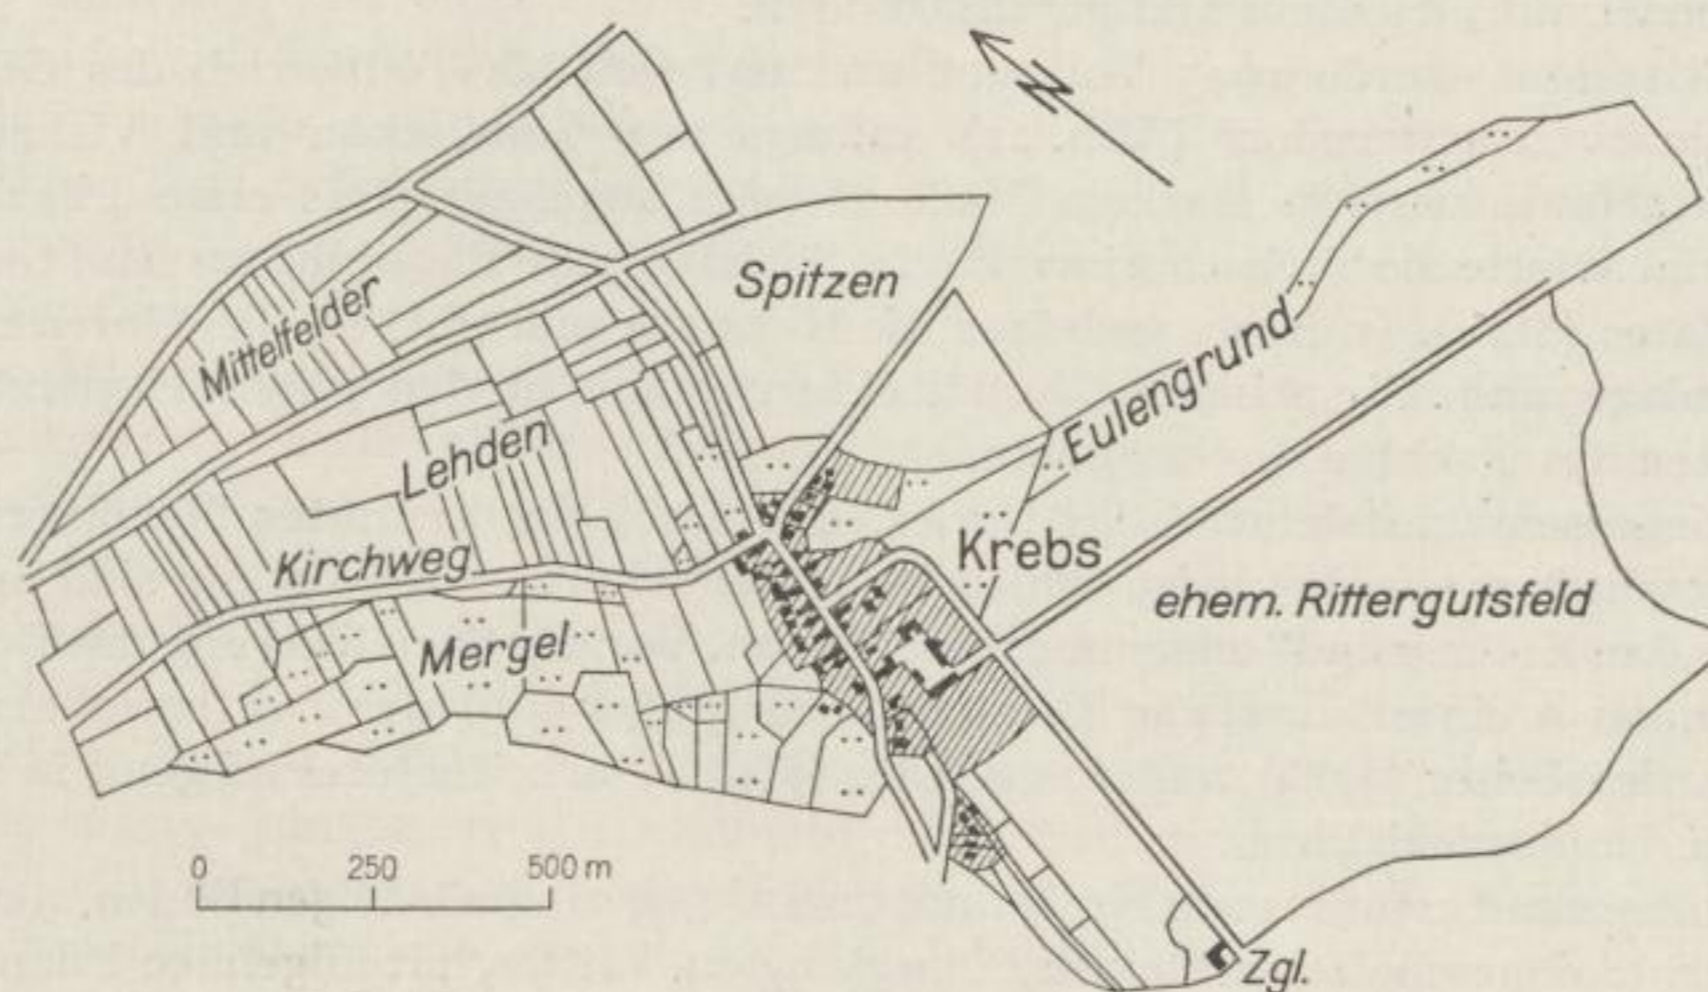 N
Spitzen
Mittelfelder
Eulengrund
Lehden
Kirchweg
Krebs
ehem. Rittergutsfeld
Mergel
0 250 500 m
Zgl.